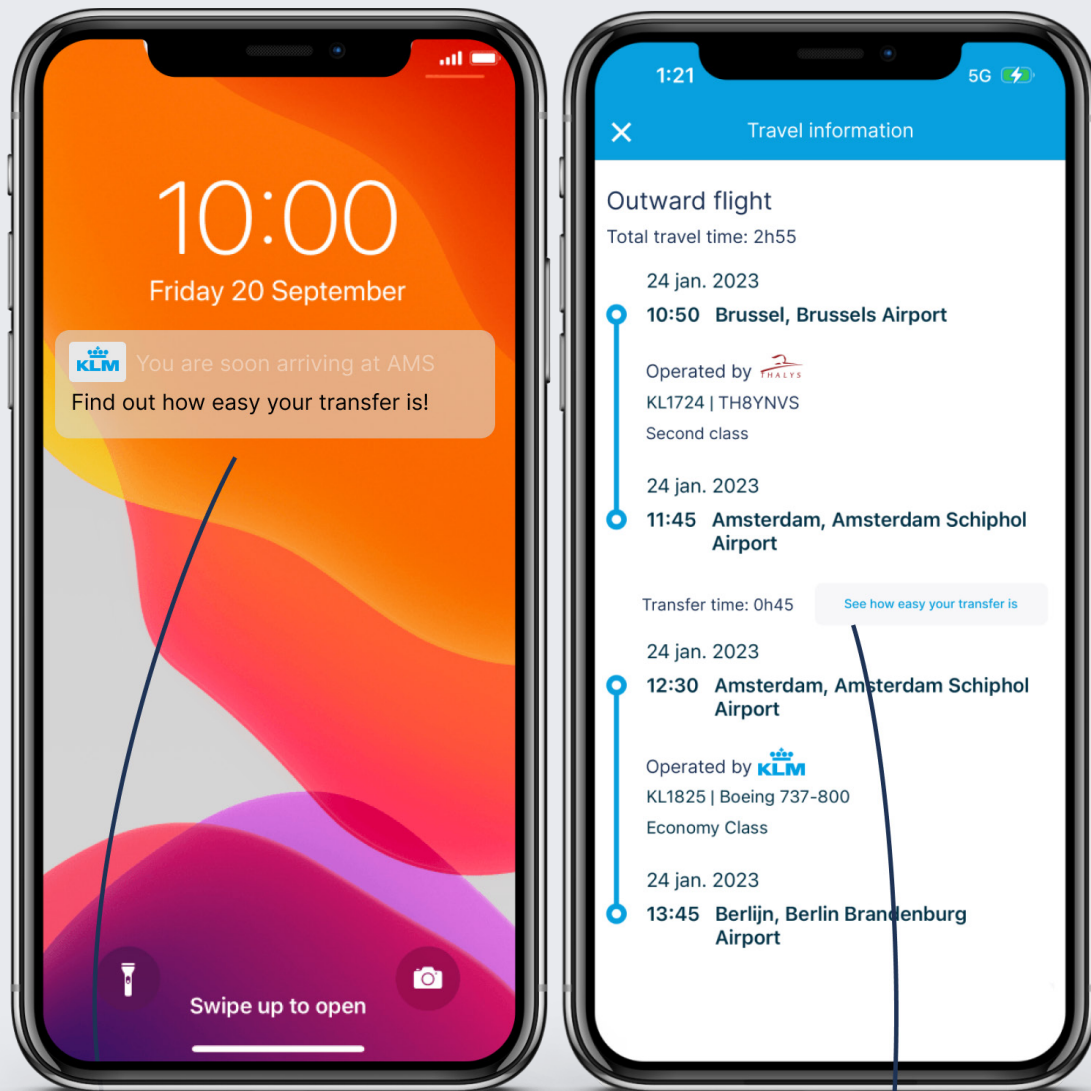 10:00
Friday 20 September
KLM You are soon arriving at AMS
Find out how easy your transfer is!
Swipe up to open
1:21 5G
Travel information
Outward flight
Total travel time: 2h55
24 jan. 2023
10:50 Brussel, Brussels Airport
Operated by THALYS
KL1724 | TH8YNVS
Second class
24 jan. 2023
11:45 Amsterdam, Amsterdam Schiphol
Airport
Transfer time: 0h45 See how easy your transfer is
24 jan. 2023
12:30 Amsterdam, Amsterdam Schiphol
Airport
Operated by KLM
KL1825 | Boeing 737-800
Economy Class
24 jan. 2023
13:45 Berlijn, Berlin Brandenburg
Airport